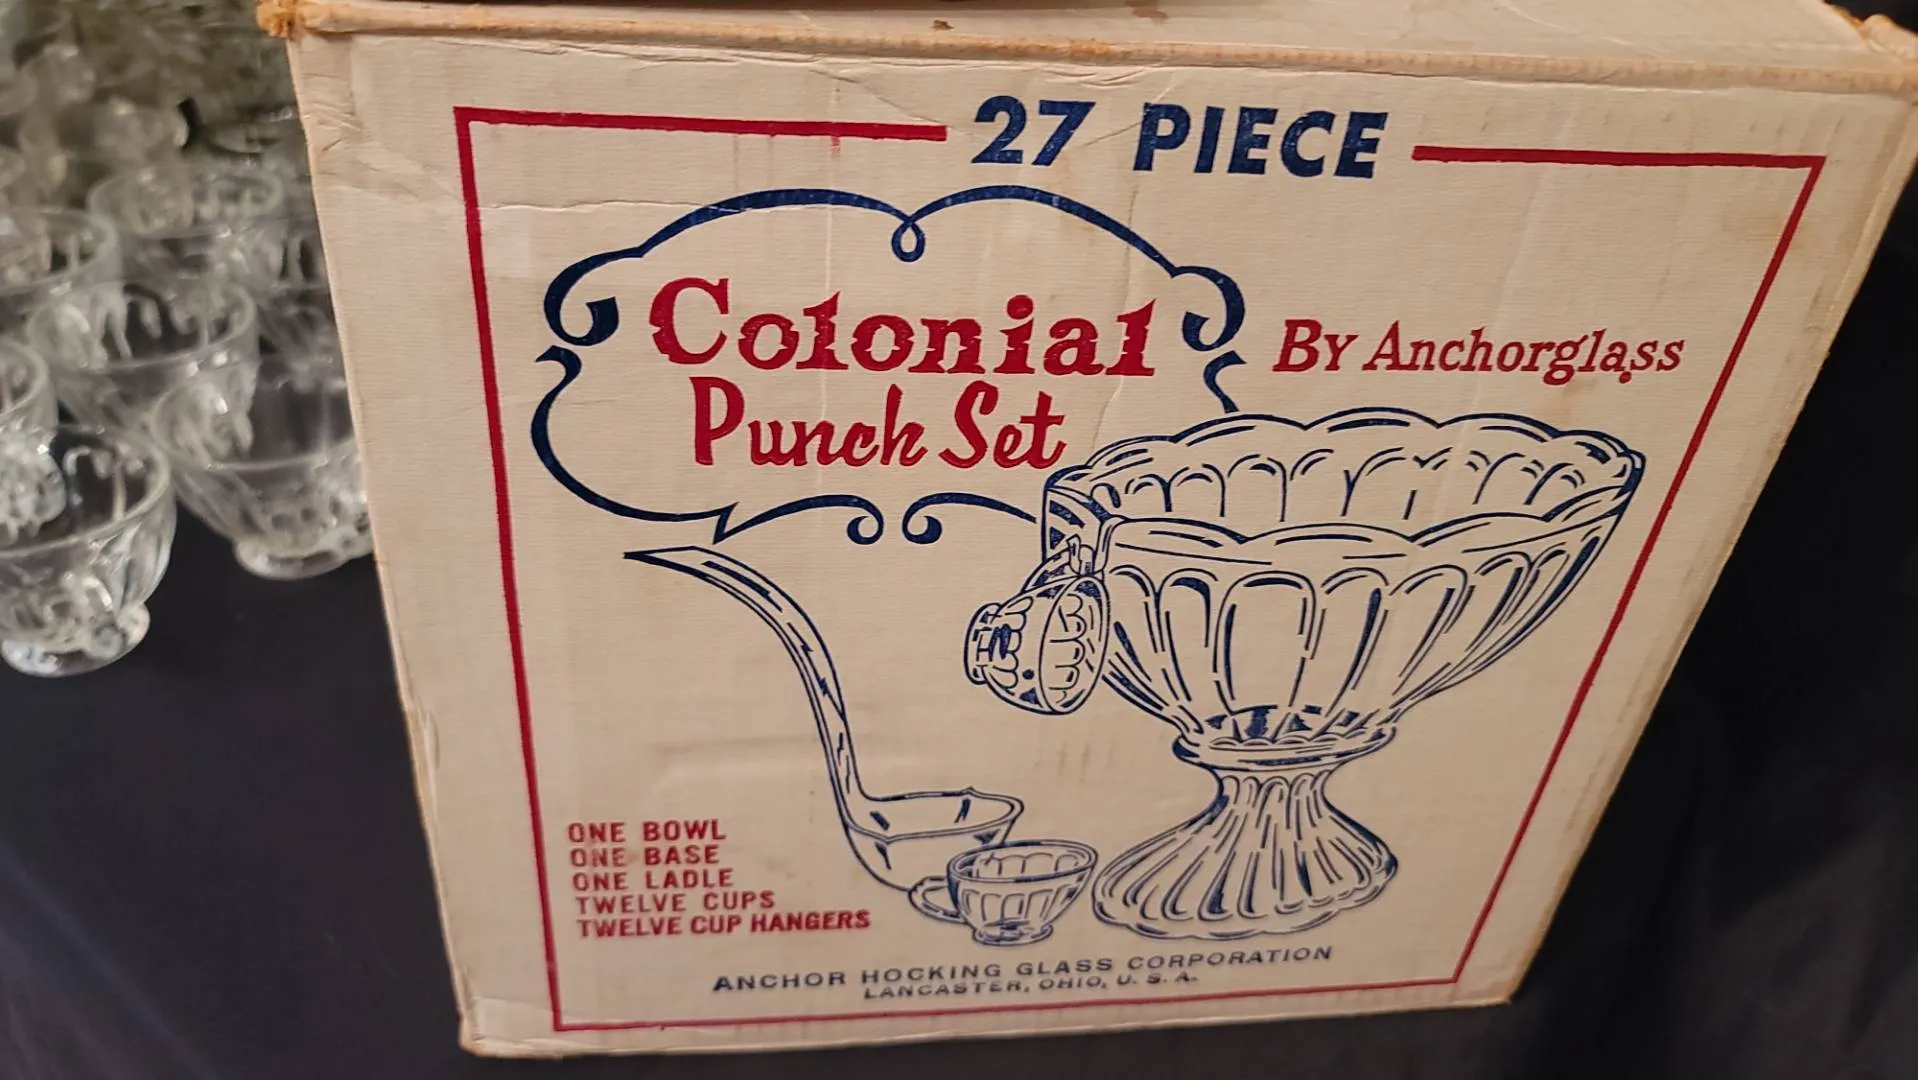 27 PIECE
Colonial
Punch Set
By Anchorglass
ONE BOWL
ONE BASE
ONE LADLE
TWELVE CUPS
TWELVE CUP HANGERS
ANCHOR HOCKING GLASS CORPORATION
LANCASTER, OHIO, U. S. A.